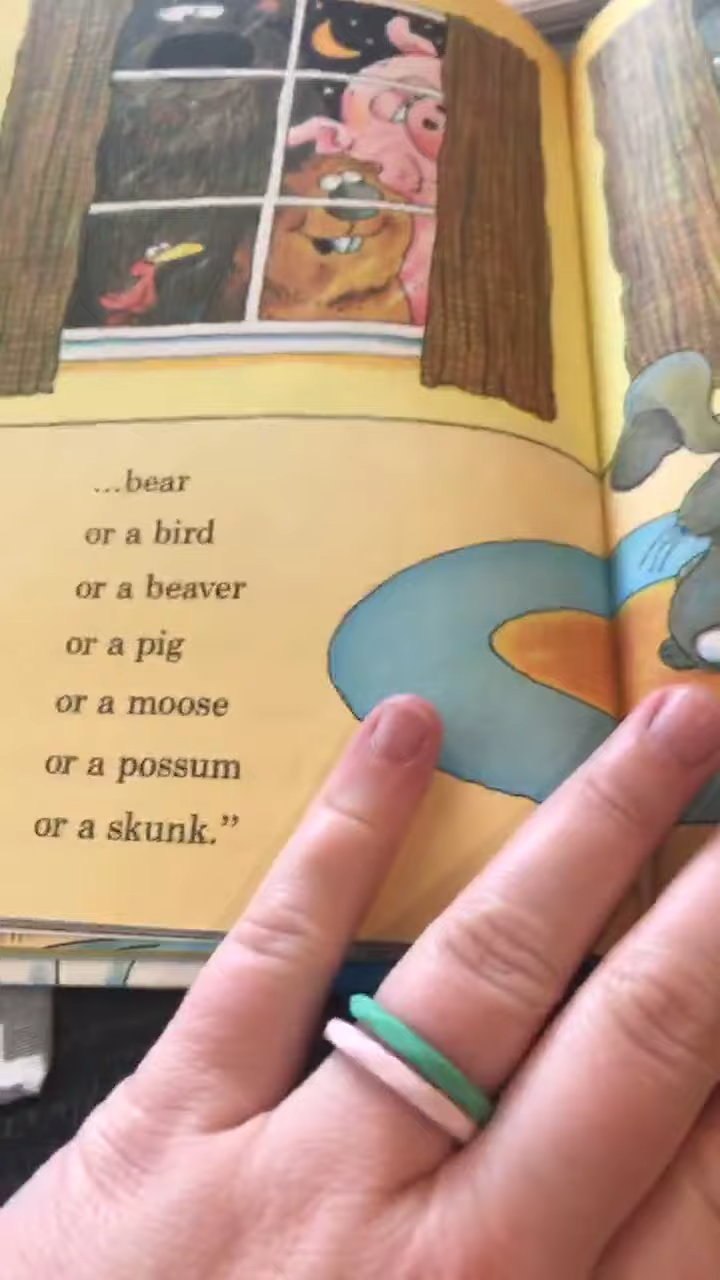 ...bear
or a bird
or a beaver
or a pig
or a moose
or a possum
or a skunk.”